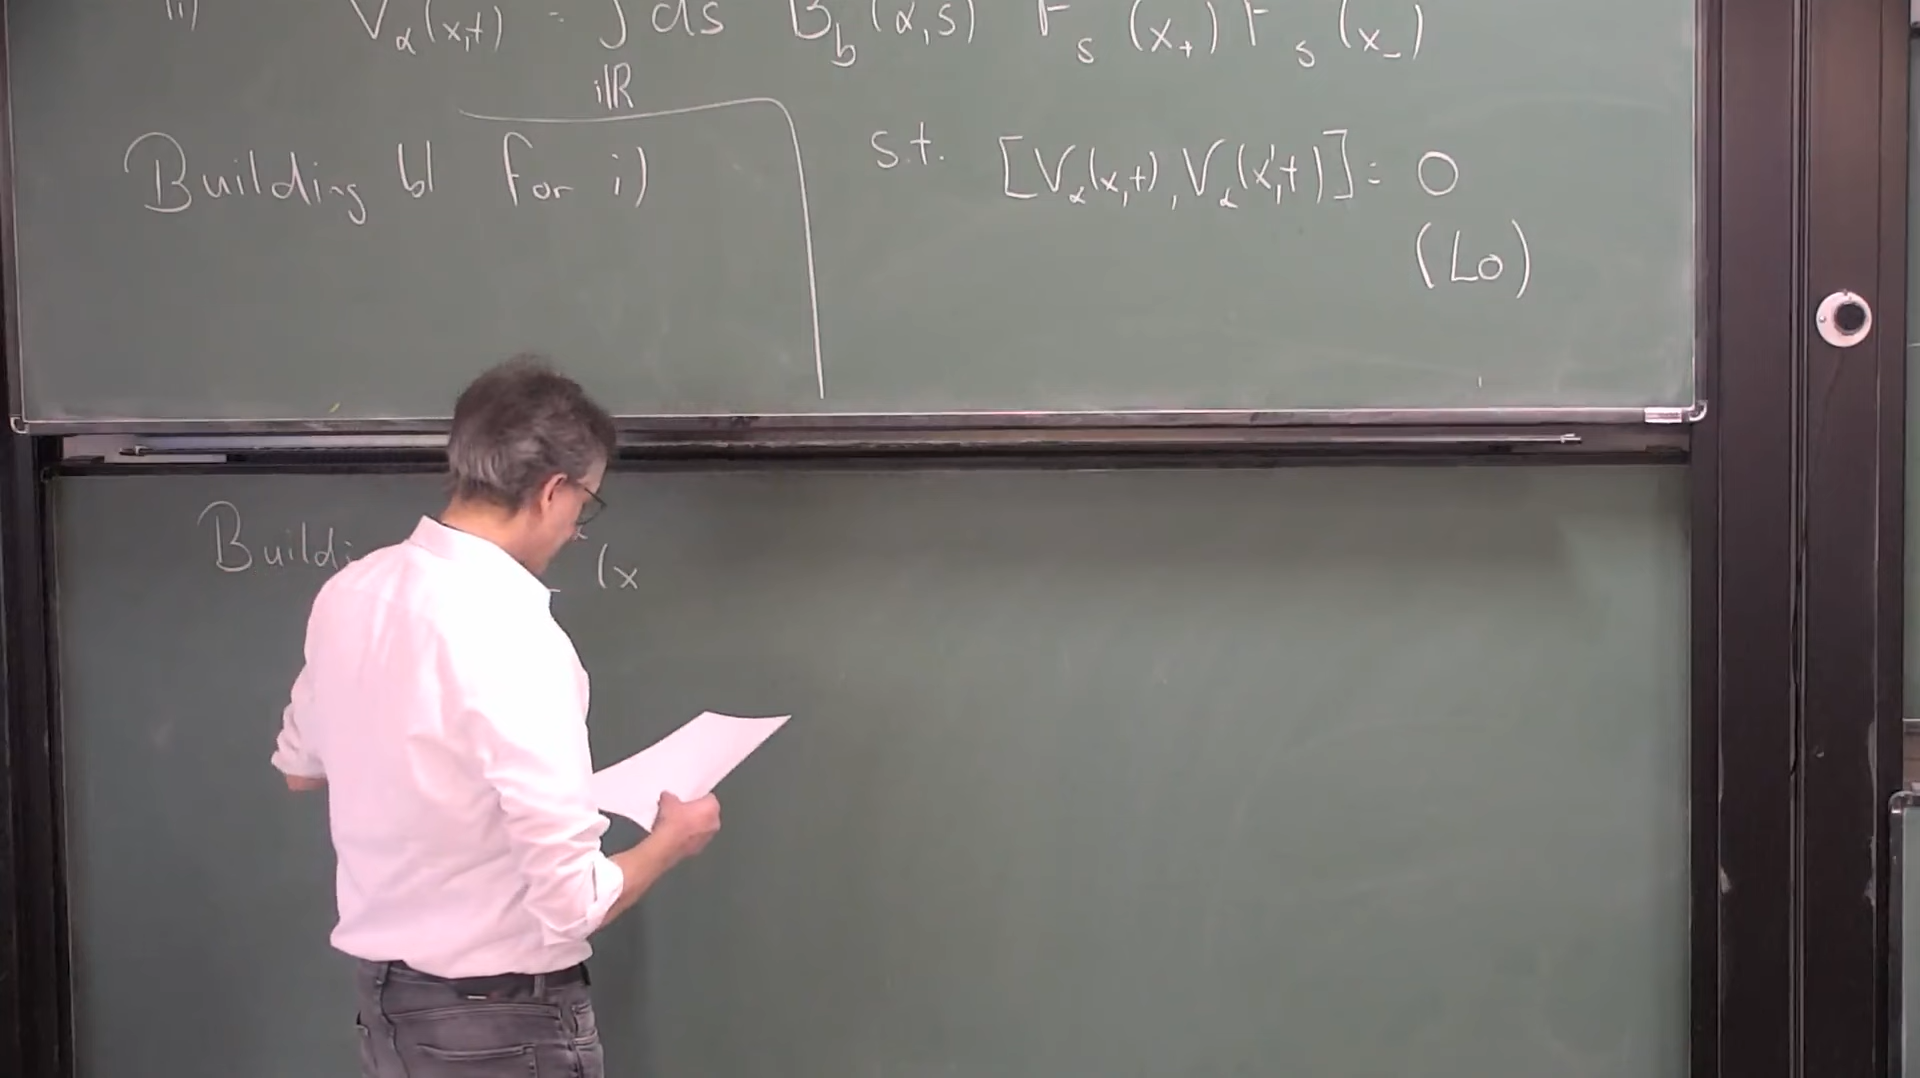 ii) V_α(x,t) = ∫ ds B_b(α,s) F_s(x_+) F_s(x_-)
iℝ
Building bl for i)
s.t. [V_α(x,t), V_α(x',t)] = 0
(Lo)
Buildi
(x